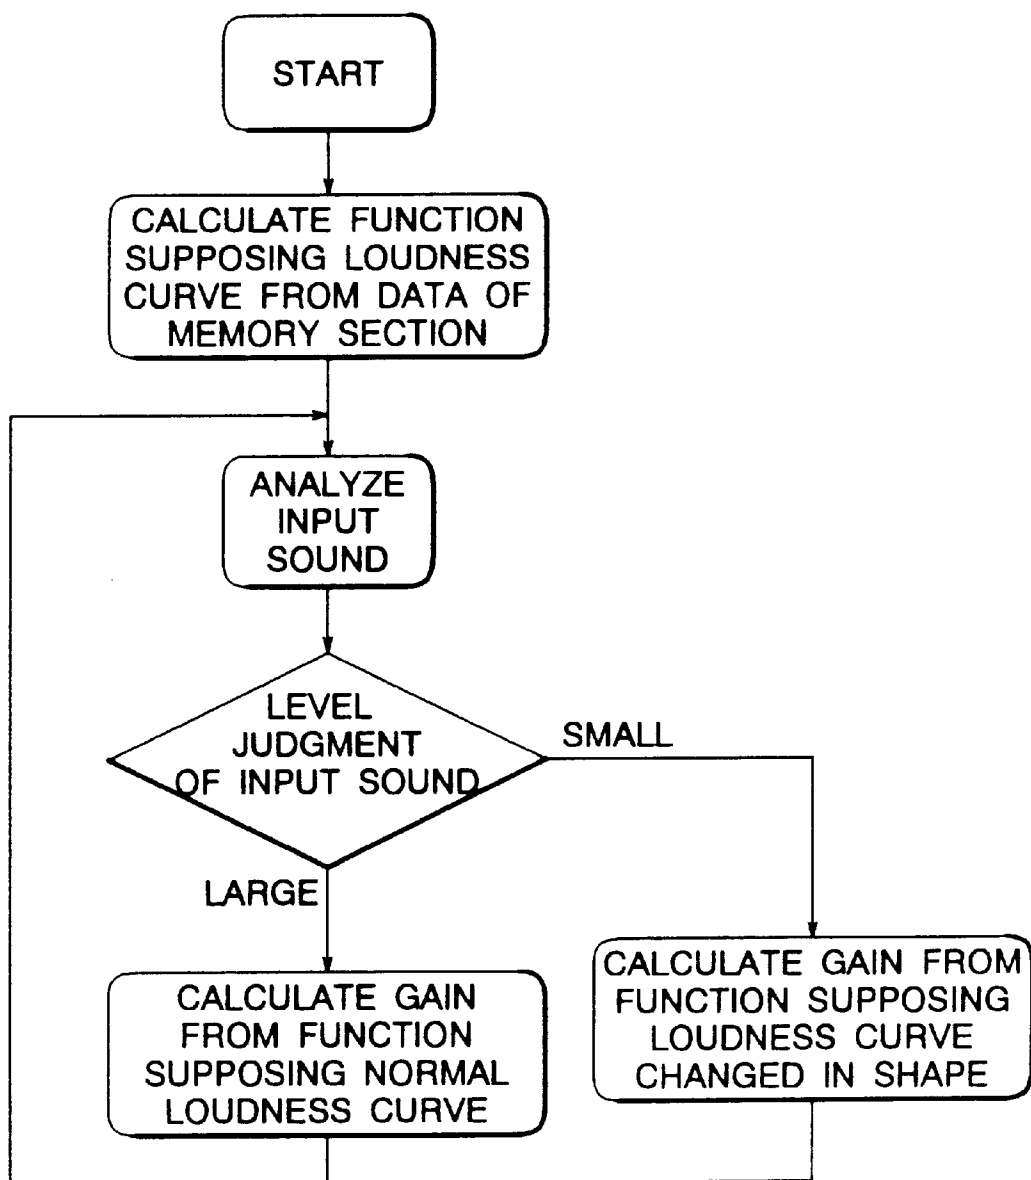 START
CALCULATE FUNCTION
SUPPOSING LOUDNESS
CURVE FROM DATA OF
MEMORY SECTION
ANALYZE
INPUT
SOUND
LEVEL
JUDGMENT
OF INPUT SOUND
SMALL
LARGE
CALCULATE GAIN
FROM FUNCTION
SUPPOSING NORMAL
LOUDNESS CURVE
CALCULATE GAIN FROM
FUNCTION SUPPOSING
LOUDNESS CURVE
CHANGED IN SHAPE